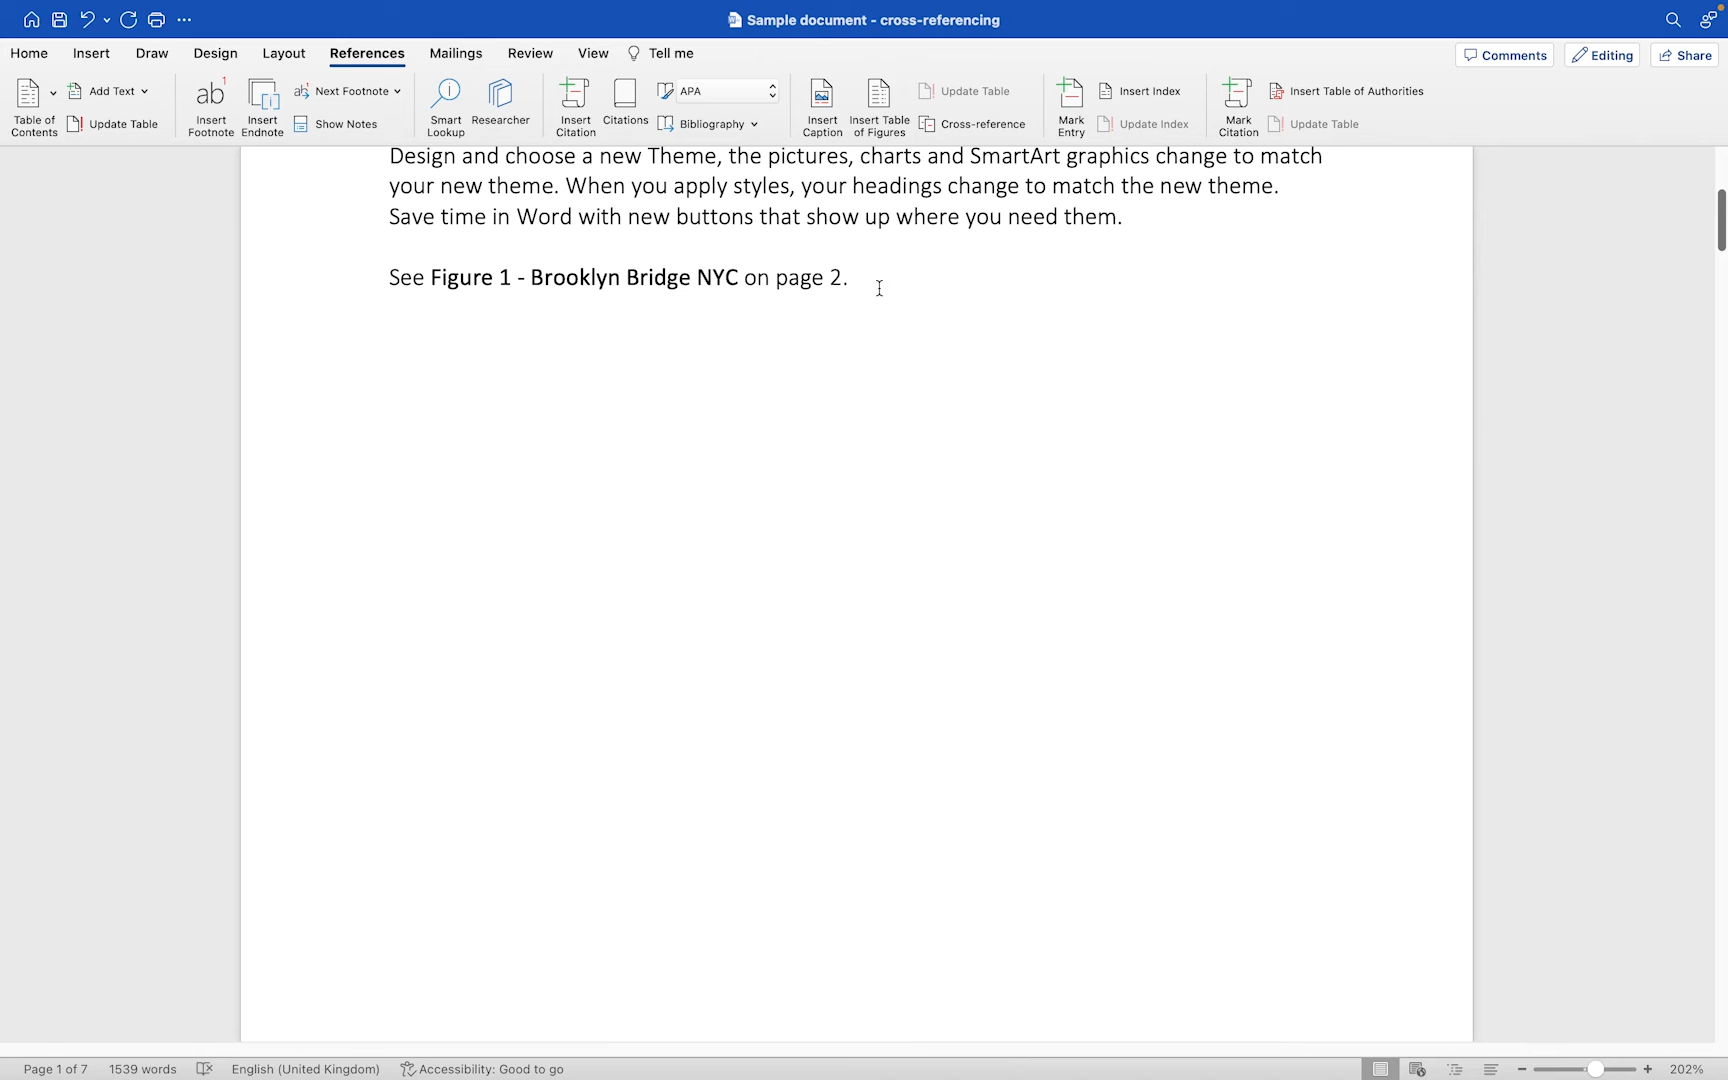 Sample document - cross-referencing
Home Insert Draw Design Layout References Mailings Review View Tell me
Comments Editing Share
Table of Contents
Add Text
Update Table
ab 1
Insert Footnote
Insert Endnote
ab Next Footnote
Show Notes
Smart Lookup
Researcher
Insert Citation
Citations
APA
Bibliography
Insert Caption
Insert Table of Figures
Update Table
Cross-reference
Mark Entry
Insert Index
Update Index
Mark Citation
Insert Table of Authorities
Update Table
Design and choose a new Theme, the pictures, charts and SmartArt graphics change to match
your new theme. When you apply styles, your headings change to match the new theme.
Save time in Word with new buttons that show up where you need them.
See Figure 1 - Brooklyn Bridge NYC on page 2.
Page 1 of 7 1539 words English (United Kingdom) Accessibility: Good to go 202%